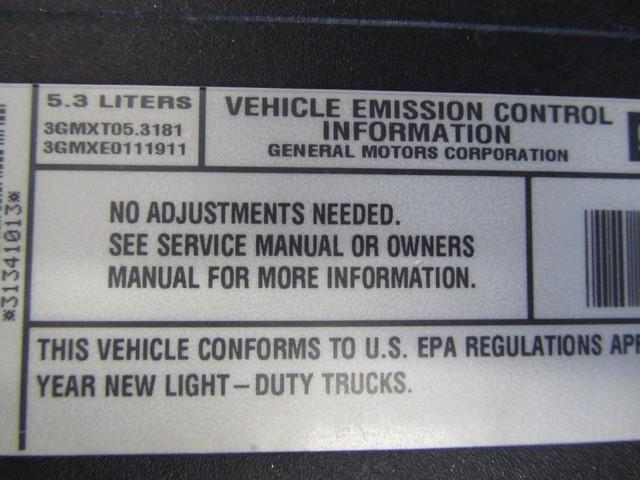 5.3 LITERS
3GMXT05.3181
3GMXE0111911
VEHICLE EMISSION CONTROL
INFORMATION
GENERAL MOTORS CORPORATION
*31341013*
NO ADJUSTMENTS NEEDED.
SEE SERVICE MANUAL OR OWNERS
MANUAL FOR MORE INFORMATION.
THIS VEHICLE CONFORMS TO U.S. EPA REGULATIONS
YEAR NEW LIGHT–DUTY TRUCKS.